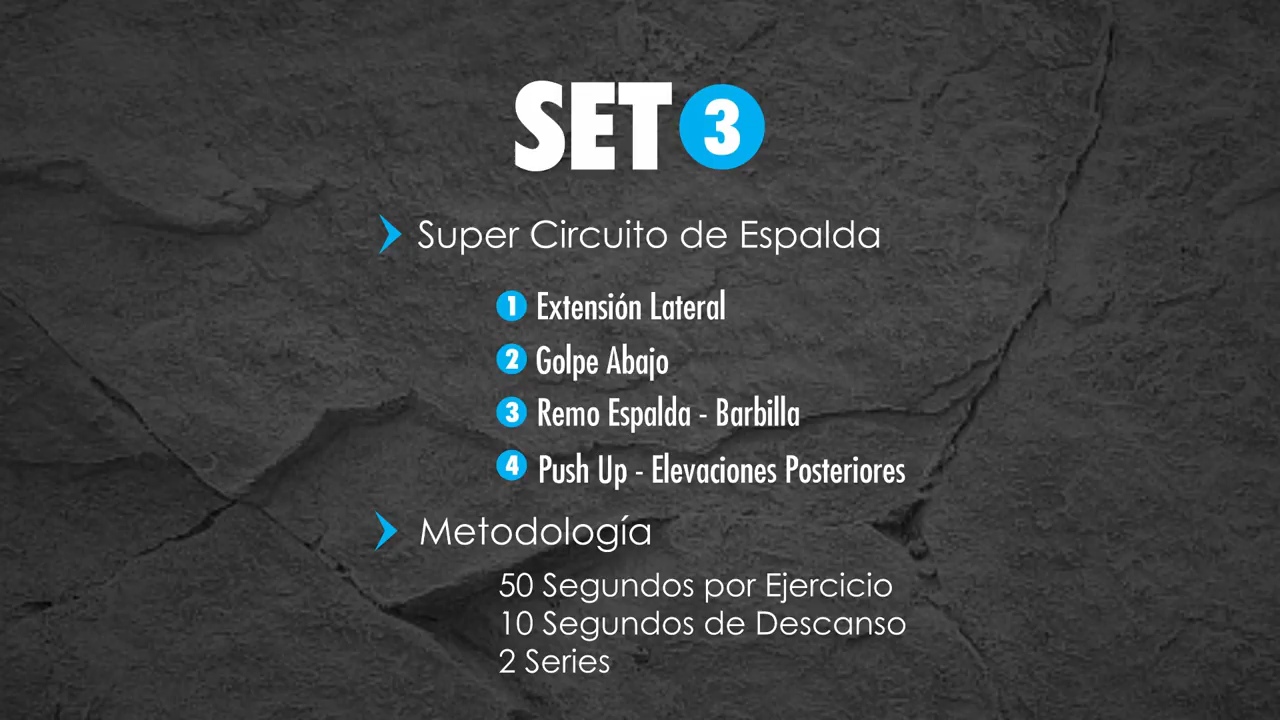 SET 3
Super Circuito de Espalda
1 Extensión Lateral
2 Golpe Abajo
3 Remo Espalda - Barbilla
4 Push Up - Elevaciones Posteriores
Metodología
50 Segundos por Ejercicio
10 Segundos de Descanso
2 Series